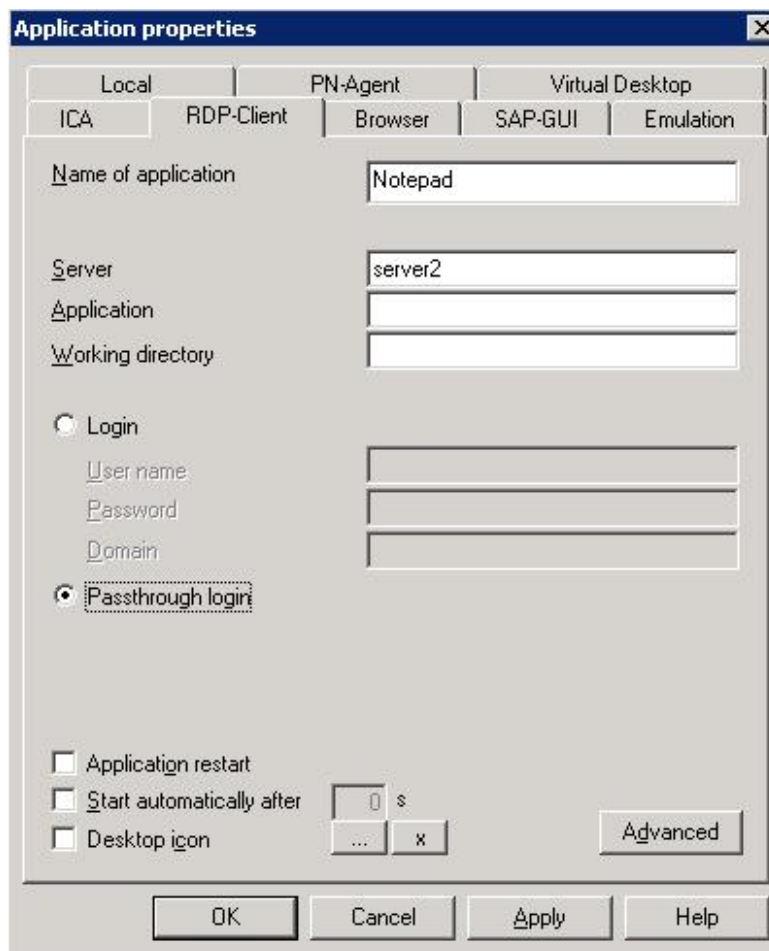 Application properties
Local PN-Agent Virtual Desktop
ICA RDP-Client Browser SAP-GUI Emulation
Name of application Notepad
Server server2
Application
Working directory
Login
User name
Password
Domain
Passthrough login
Application restart
Start automatically after 0 s
Desktop icon ... x
Advanced
OK Cancel Apply Help